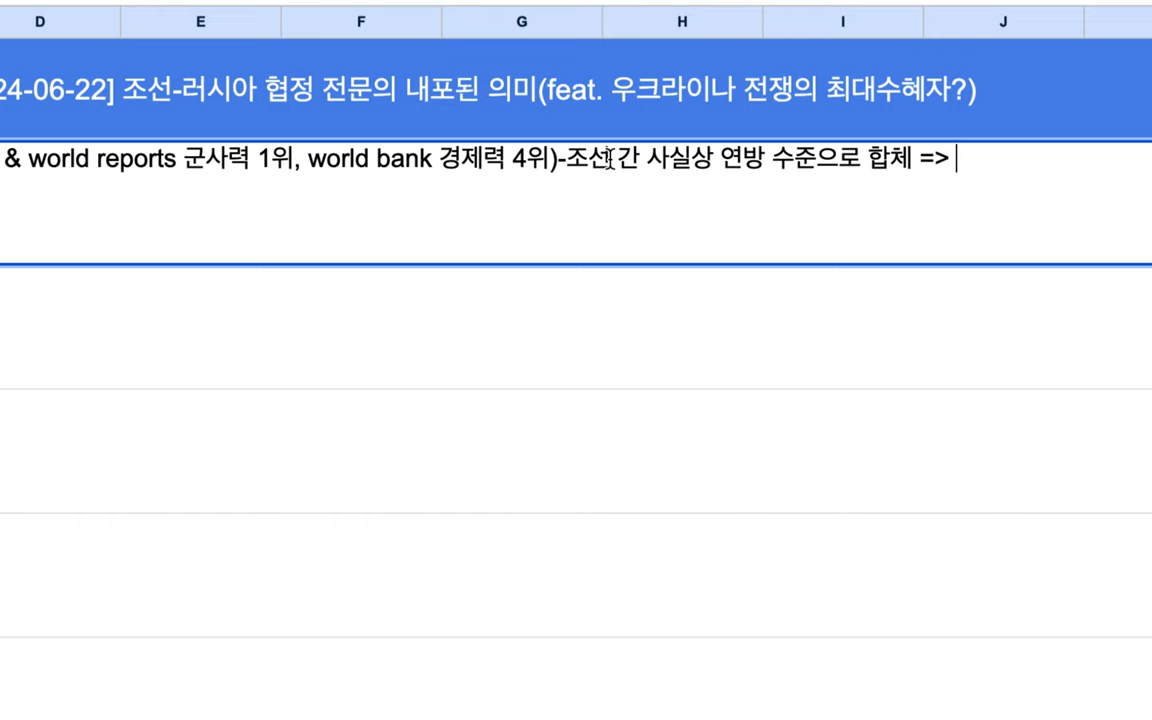 D E F G H I J
24-06-22] 조선-러시아 협정 전문의 내포된 의미(feat. 우크라이나 전쟁의 최대수혜자?)
& world reports 군사력 1위, world bank 경제력 4위)-조선간 사실상 연방 수준으로 합체 =>